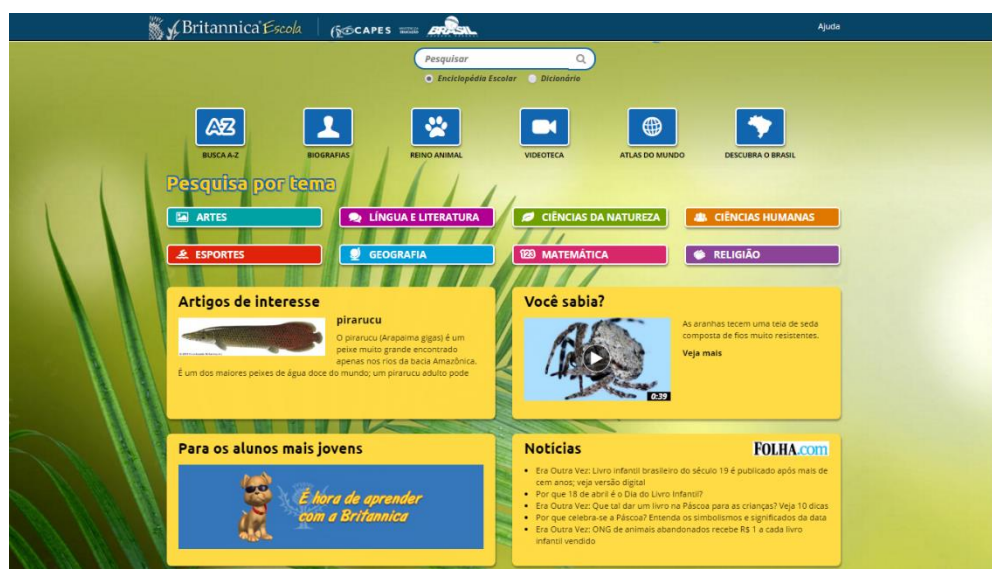 Britannica Escola
CAPES
BRASIL
Ajuda
Pesquisar
Enciclopédia Escolar
Dicionário
AZ
BUSCA A-Z
BIOGRAFIAS
REINO ANIMAL
VIDEOTECA
ATLAS DO MUNDO
DESCUBRA O BRASIL
Pesquisa por tema
ARTES
LÍNGUA E LITERATURA
CIÊNCIAS DA NATUREZA
CIÊNCIAS HUMANAS
ESPORTES
GEOGRAFIA
123 MATEMÁTICA
RELIGIÃO
Artigos de interesse
pirarucu
O pirarucu (Arapaima gigas) é um
peixe muito grande encontrado
apenas nos rios da bacia Amazônica.
É um dos maiores peixes de água doce do mundo; um pirarucu adulto pode
Você sabia?
As aranhas tecem uma teia de seda
composta de fios muito resistentes.
Veja mais
0:39
Para os alunos mais jovens
É hora de aprender
com a Britannica
Notícias
FOLHA.com
Era Outra Vez: Livro infantil brasileiro do século 19 é publicado após mais de
cem anos; veja versão digital
Por que 18 de abril é o Dia do Livro Infantil?
Era Outra Vez: Que tal dar um livro na Páscoa para as crianças? Veja 10 dicas
Por que celebra-se a Páscoa? Entenda os simbolismos e significados da data
Era Outra Vez: ONG de animais abandonados recebe R$ 1 a cada livro
infantil vendido